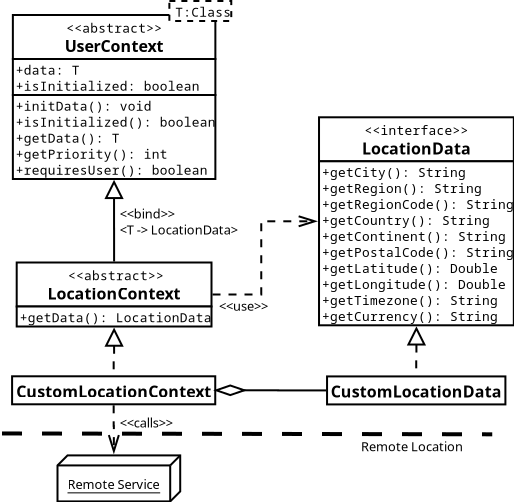 T:Class
<<abstract>>
UserContext
+data: T
+isInitialized: boolean
+initData(): void
+isInitialized(): boolean
+getData(): T
+getPriority(): int
+requiresUser(): boolean
<<bind>>
<T -> LocationData>
<<interface>>
LocationData
+getCity(): String
+getRegion(): String
+getRegionCode(): String
+getCountry(): String
+getContinent(): String
+getPostalCode(): String
+getLatitude(): Double
+getLongitude(): Double
+getTimezone(): String
+getCurrency(): String
<<abstract>>
LocationContext
+getData(): LocationData
<<use>>
CustomLocationContext
CustomLocationData
<<calls>>
Remote Location
Remote Service